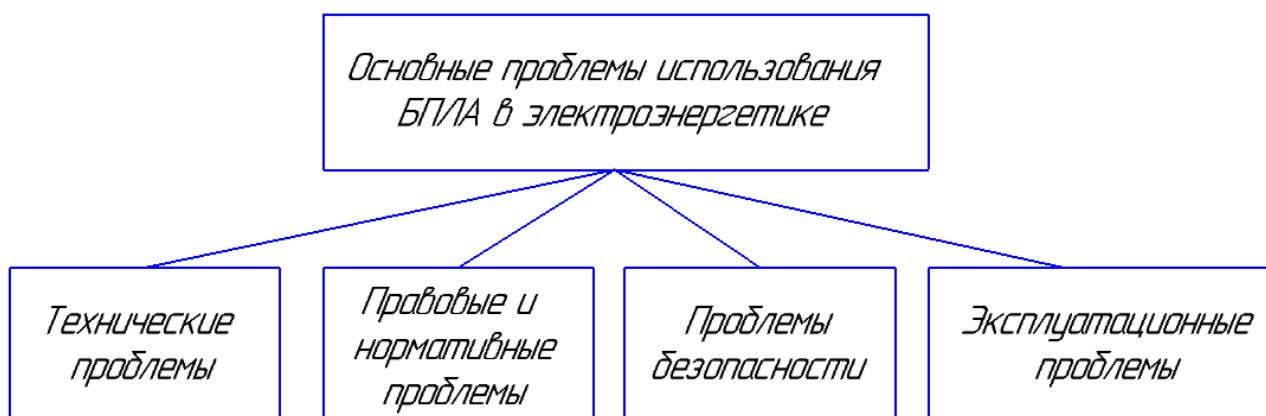 Основные проблемы использования
БПЛА в электроэнергетике
Технические
проблемы
Правовые и
нормативные
проблемы
Проблемы
безопасности
Эксплуатационные
проблемы